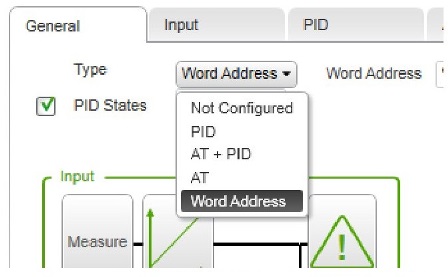 General Input PID
Type Word Address Word Address
PID States
Not Configured
PID
AT + PID
AT
Word Address
Input
Measure